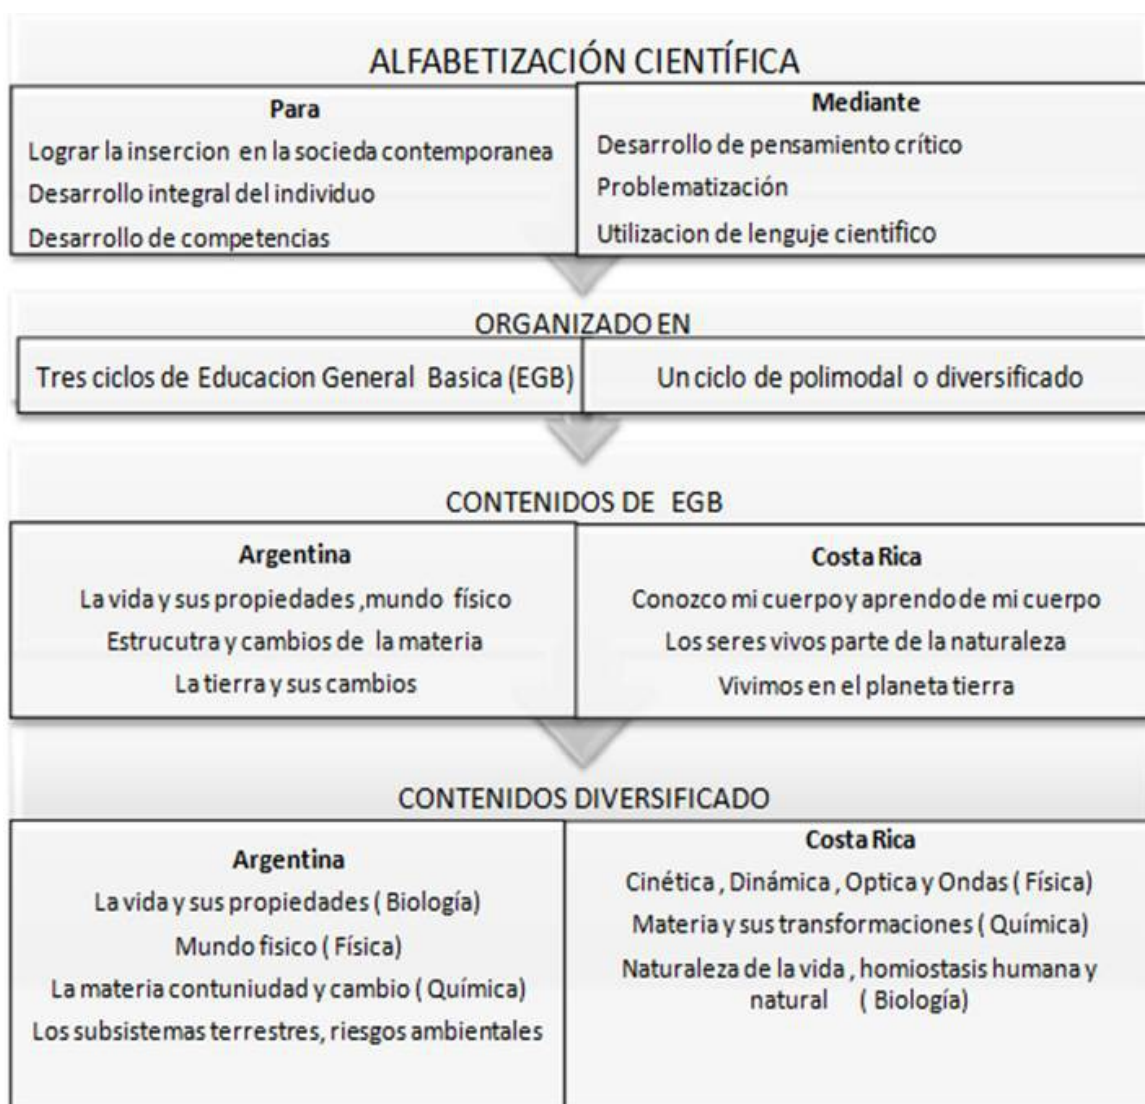 ALFABETIZACIÓN CIENTÍFICA
Para
Lograr la insercion en la socieda contemporanea
Desarrollo integral del individuo
Desarrollo de competencias
Mediante
Desarrollo de pensamiento crítico
Problematización
Utilizacion de lenguje cientifico
ORGANIZADO EN
Tres ciclos de Educacion General Basica (EGB)
Un ciclo de polimodal o diversificado
CONTENIDOS DE EGB
Argentina
La vida y sus propiedades ,mundo físico
Estrucutra y cambios de la materia
La tierra y sus cambios
Costa Rica
Conozco mi cuerpo y aprendo de mi cuerpo
Los seres vivos parte de la naturaleza
Vivimos en el planeta tierra
CONTENIDOS DIVERSIFICADO
Argentina
La vida y sus propiedades ( Biología)
Mundo fisico ( Física)
La materia contuniudad y cambio ( Química)
Los subsistemas terrestres, riesgos ambientales
Costa Rica
Cinética , Dinámica , Optica y Ondas ( Física)
Materia y sus transformaciones ( Química)
Naturaleza de la vida , homiostasis humana y
natural ( Biología)